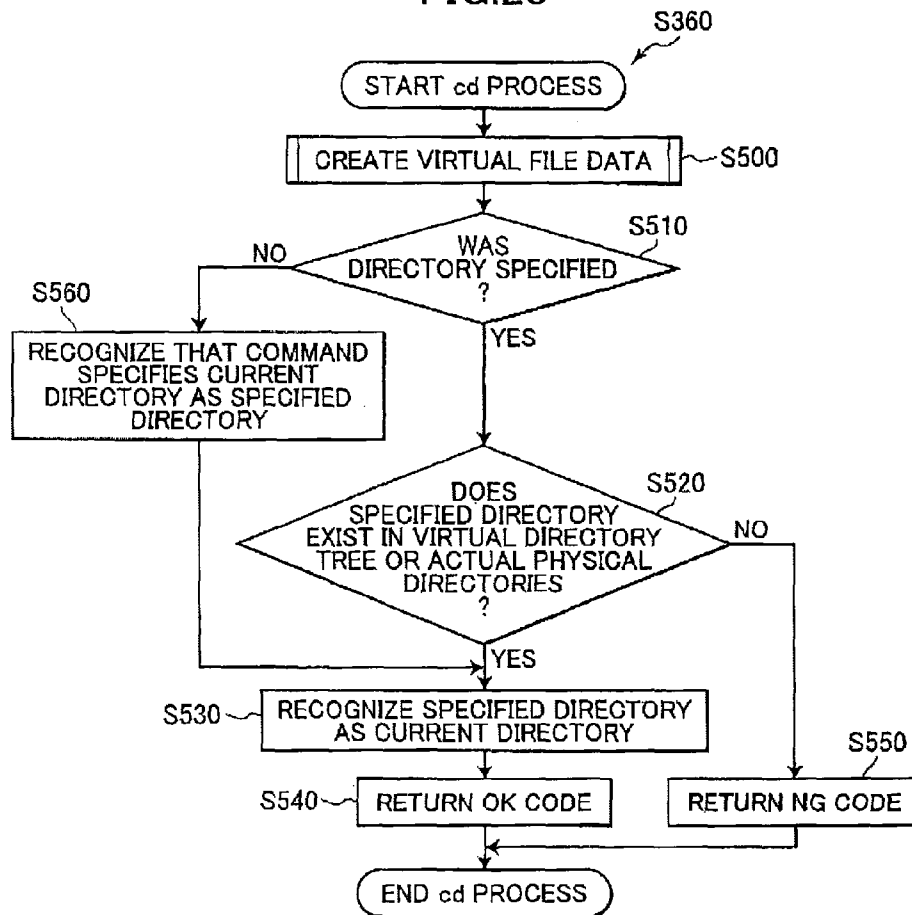 S360
START cd PROCESS
CREATE VIRTUAL FILE DATA
S500
S510
WAS
DIRECTORY SPECIFIED
?
NO
YES
S560
RECOGNIZE THAT COMMAND
SPECIFIES CURRENT
DIRECTORY AS SPECIFIED
DIRECTORY
S520
DOES
SPECIFIED DIRECTORY
EXIST IN VIRTUAL DIRECTORY
TREE OR ACTUAL PHYSICAL
DIRECTORIES
?
NO
YES
S530
RECOGNIZE SPECIFIED DIRECTORY
AS CURRENT DIRECTORY
S550
S540
RETURN OK CODE
RETURN NG CODE
END cd PROCESS